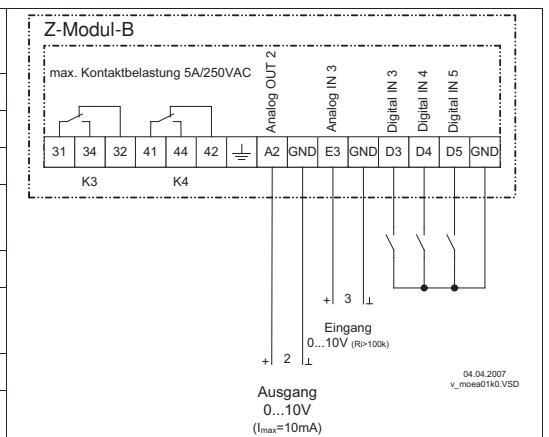 Z-Modul-B
max. Kontaktbelastung 5A/250VAC
Analog OUT 2
Analog IN 3
Digital IN 3
Digital IN 4
Digital IN 5
31 34 32 41 44 42 A2 GND E3 GND D3 D4 D5 GND
K3 K4
+ 3 ⊥
Eingang
0...10V (Ri>100k)
+ 2 ⊥
Ausgang
0...10V
(Imax=10mA)
04.04.2007
v_moea01k0.VSD